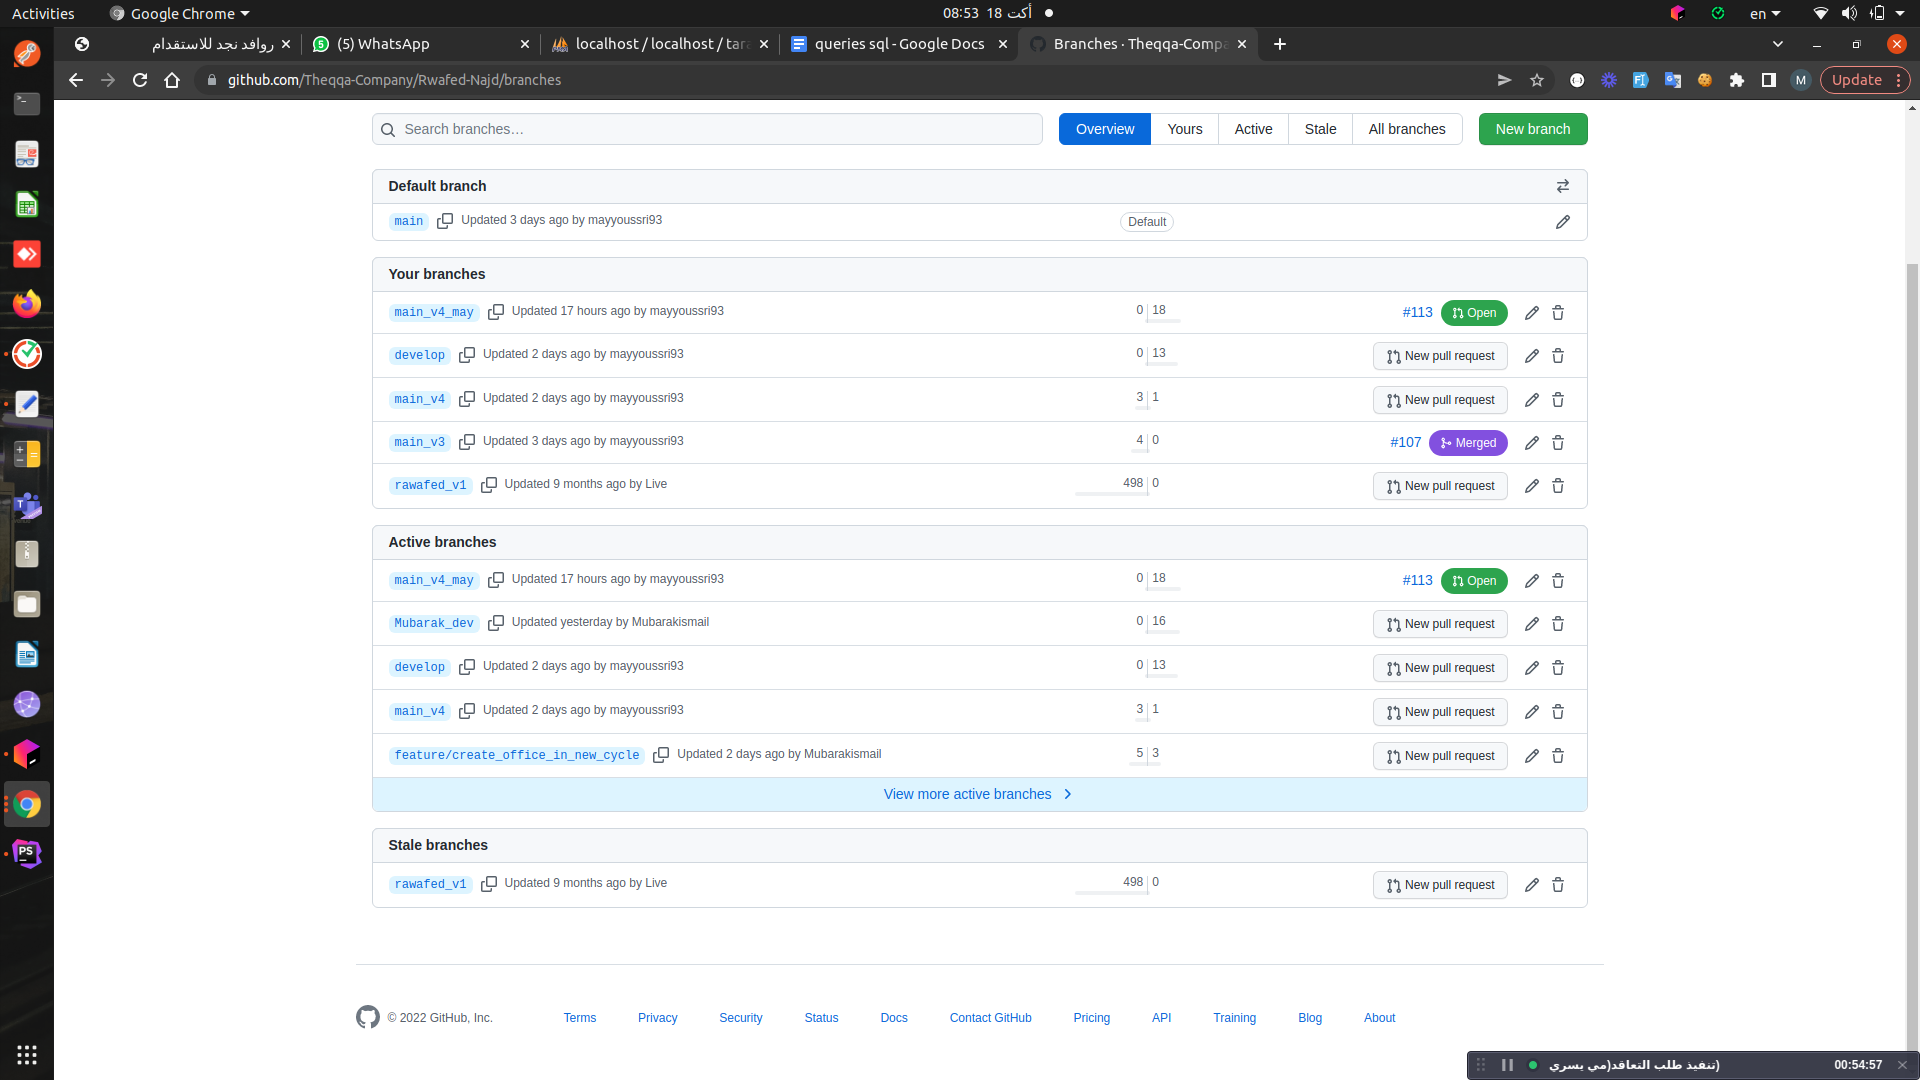 Activities
Google Chrome
08:53 18 أكت
en
روافد نجد للاستقدام
(5) WhatsApp
localhost / localhost / tara
queries sql - Google Docs
Branches · Theqqa-Compa
github.com/Theqqa-Company/Rwafed-Najd/branches
M
Update
Search branches…
Overview
Yours
Active
Stale
All branches
New branch
Default branch
main Updated 3 days ago by mayyoussri93 Default
Your branches
main_v4_may Updated 17 hours ago by mayyoussri93 0 18 #113 Open
develop Updated 2 days ago by mayyoussri93 0 13 New pull request
main_v4 Updated 2 days ago by mayyoussri93 3 1 New pull request
main_v3 Updated 3 days ago by mayyoussri93 4 0 #107 Merged
rawafed_v1 Updated 9 months ago by Live 498 0 New pull request
Active branches
main_v4_may Updated 17 hours ago by mayyoussri93 0 18 #113 Open
Mubarak_dev Updated yesterday by Mubarakismail 0 16 New pull request
develop Updated 2 days ago by mayyoussri93 0 13 New pull request
main_v4 Updated 2 days ago by mayyoussri93 3 1 New pull request
feature/create_office_in_new_cycle Updated 2 days ago by Mubarakismail 5 3 New pull request
View more active branches
Stale branches
rawafed_v1 Updated 9 months ago by Live 498 0 New pull request
© 2022 GitHub, Inc.
Terms
Privacy
Security
Status
Docs
Contact GitHub
Pricing
API
Training
Blog
About
تنفيذ طلب التعاقد(مي يسري)
00:54:57